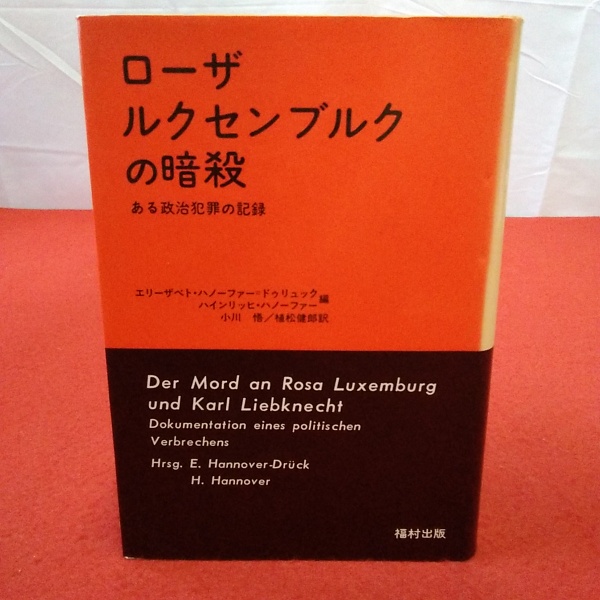 ローザ
ルクセンブルク
の暗殺
ある政治犯罪の記録
エリーザベト・ハノーファー=ドゥリュック
ハインリッヒ・ハノーファー 編
小川 悟／植松健郎訳
Der Mord an Rosa Luxemburg
und Karl Liebknecht
Dokumentation eines politischen
Verbrechens
Hrsg. E. Hannover-Drück
H. Hannover
福村出版